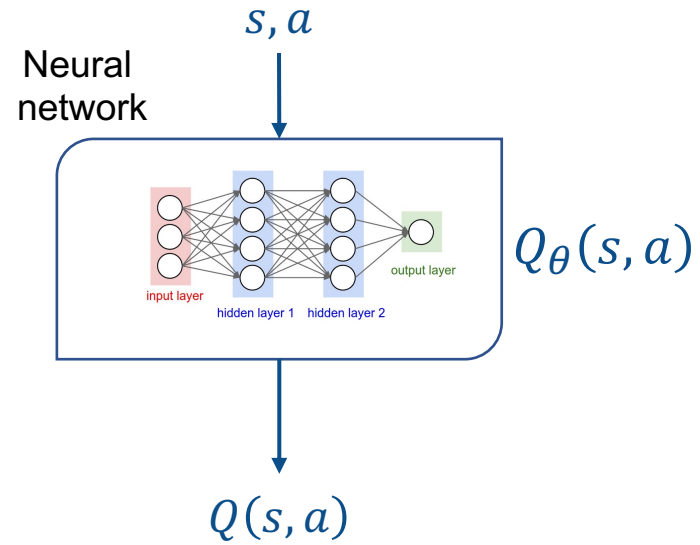 s, a
Neural
network
input layer
hidden layer 1
hidden layer 2
output layer
Q_θ(s, a)
Q(s, a)